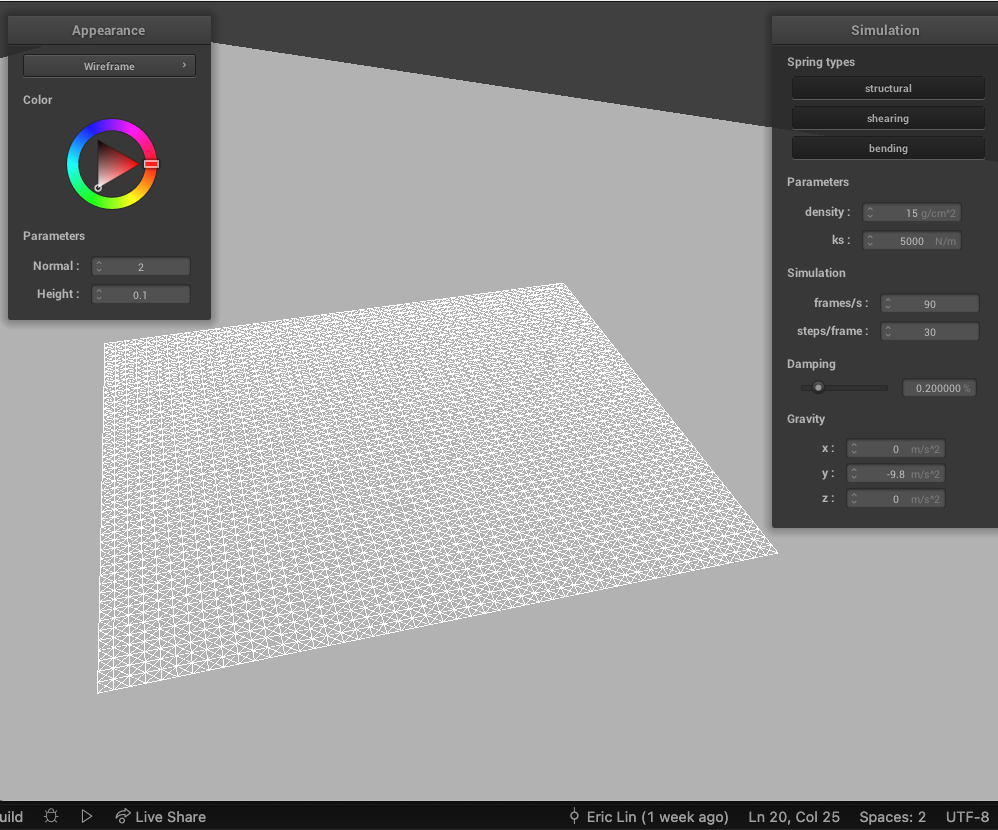 Appearance
Wireframe
Color
Parameters
Normal : 2
Height : 0.1
Simulation
Spring types
structural
shearing
bending
Parameters
density : 15 g/cm^2
ks : 5000 N/m
Simulation
frames/s : 90
steps/frame : 30
Damping
0.200000 %
Gravity
x : 0 m/s^2
y : -9.8 m/s^2
z : 0 m/s^2
uild Live Share Eric Lin (1 week ago) Ln 20, Col 25 Spaces: 2 UTF-8